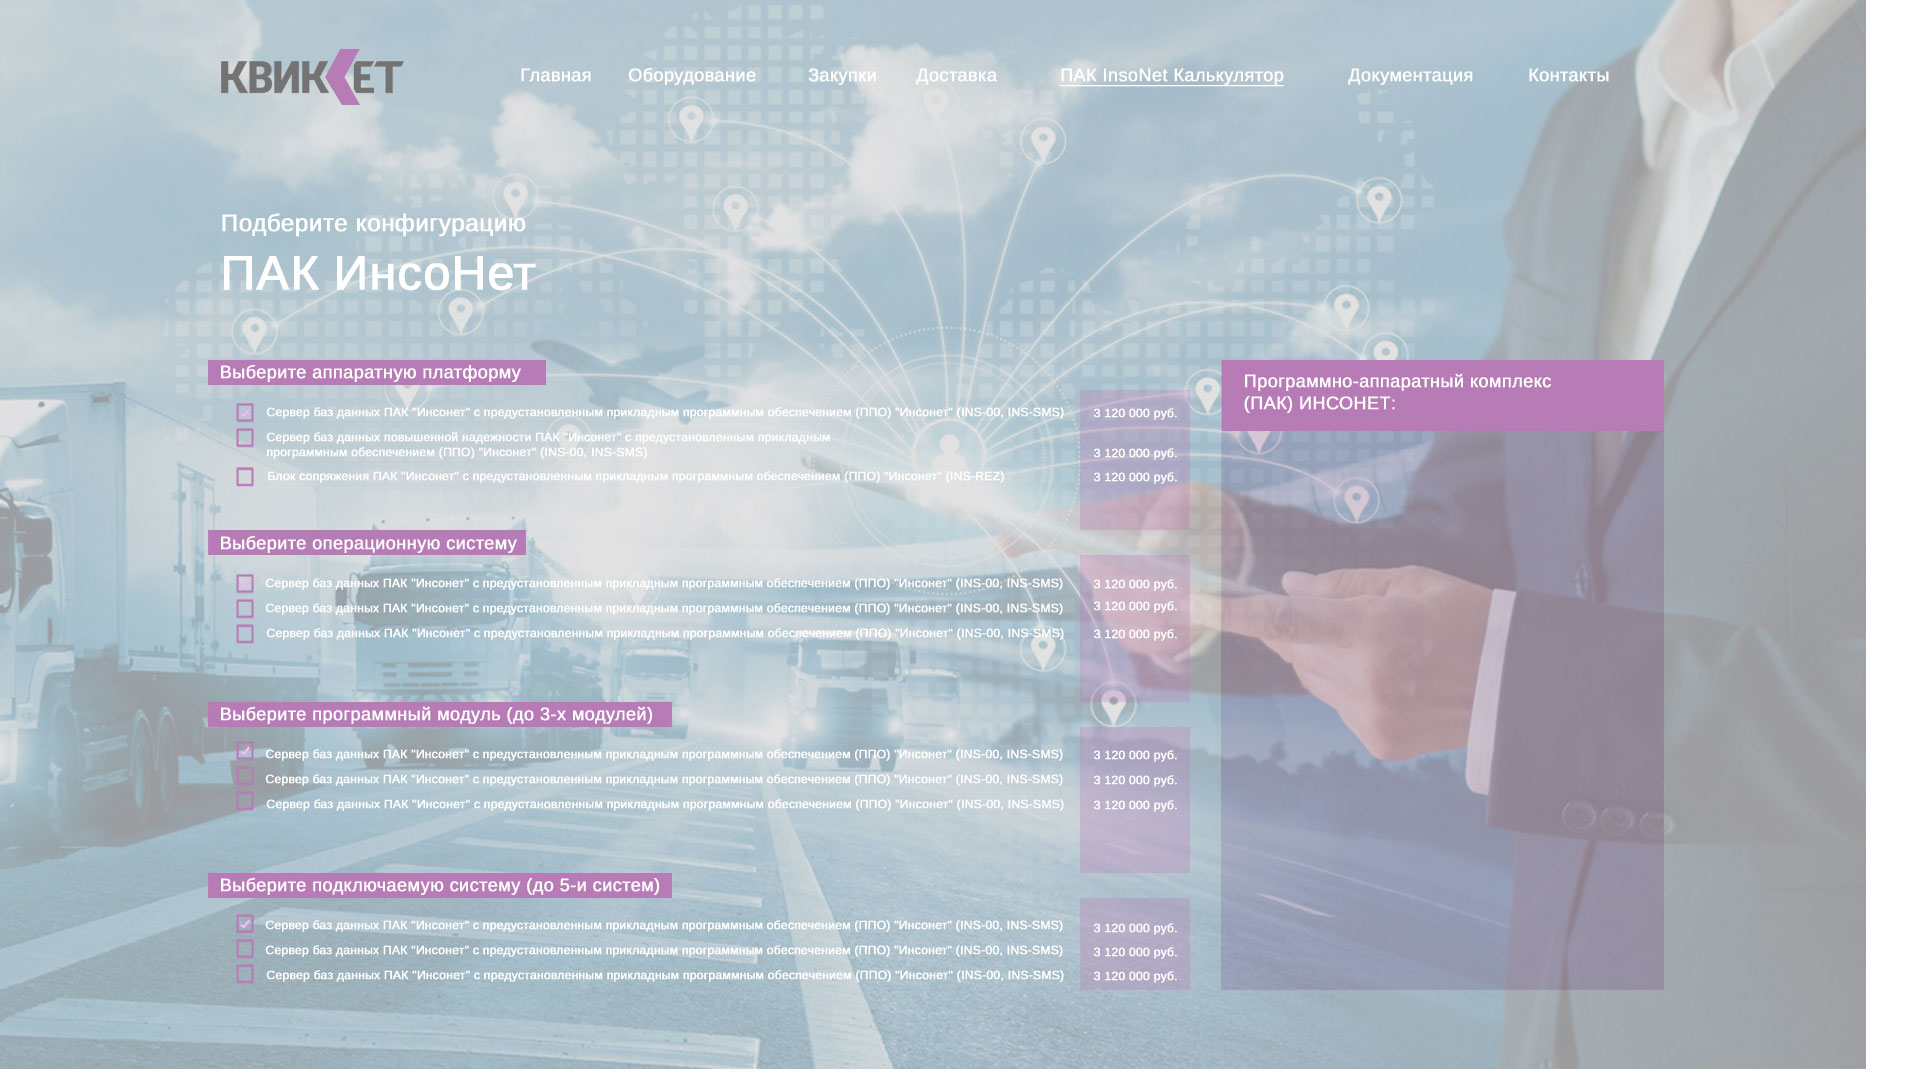 КВИКЕТ
Главная Оборудование Закупки Доставка ПАК InsoNet Калькулятор Документация Контакты
Подберите конфигурацию
ПАК ИнсоНет
Выберите аппаратную платформу
Сервер баз данных ПАК "Инсонет" с предустановленным прикладным программным обеспечением (ППО) "Инсонет" (INS-00, INS-SMS) 3 120 000 руб.
Сервер баз данных повышенной надежности ПАК "Инсонет" с предустановленным прикладным
программным обеспечением (ППО) "Инсонет" (INS-00, INS-SMS) 3 120 000 руб.
Блок сопряжения ПАК "Инсонет" с предустановленным прикладным программным обеспечением (ППО) "Инсонет" (INS-REZ) 3 120 000 руб.
Выберите операционную систему
Сервер баз данных ПАК "Инсонет" с предустановленным прикладным программным обеспечением (ППО) "Инсонет" (INS-00, INS-SMS) 3 120 000 руб.
Сервер баз данных ПАК "Инсонет" с предустановленным прикладным программным обеспечением (ППО) "Инсонет" (INS-00, INS-SMS) 3 120 000 руб.
Сервер баз данных ПАК "Инсонет" с предустановленным прикладным программным обеспечением (ППО) "Инсонет" (INS-00, INS-SMS) 3 120 000 руб.
Выберите программный модуль (до 3-х модулей)
Сервер баз данных ПАК "Инсонет" с предустановленным прикладным программным обеспечением (ППО) "Инсонет" (INS-00, INS-SMS) 3 120 000 руб.
Сервер баз данных ПАК "Инсонет" с предустановленным прикладным программным обеспечением (ППО) "Инсонет" (INS-00, INS-SMS) 3 120 000 руб.
Сервер баз данных ПАК "Инсонет" с предустановленным прикладным программным обеспечением (ППО) "Инсонет" (INS-00, INS-SMS) 3 120 000 руб.
Выберите подключаемую систему (до 5-и систем)
Сервер баз данных ПАК "Инсонет" с предустановленным прикладным программным обеспечением (ППО) "Инсонет" (INS-00, INS-SMS) 3 120 000 руб.
Сервер баз данных ПАК "Инсонет" с предустановленным прикладным программным обеспечением (ППО) "Инсонет" (INS-00, INS-SMS) 3 120 000 руб.
Сервер баз данных ПАК "Инсонет" с предустановленным прикладным программным обеспечением (ППО) "Инсонет" (INS-00, INS-SMS) 3 120 000 руб.
Программно-аппаратный комплекс
(ПАК) ИНСОНЕТ: